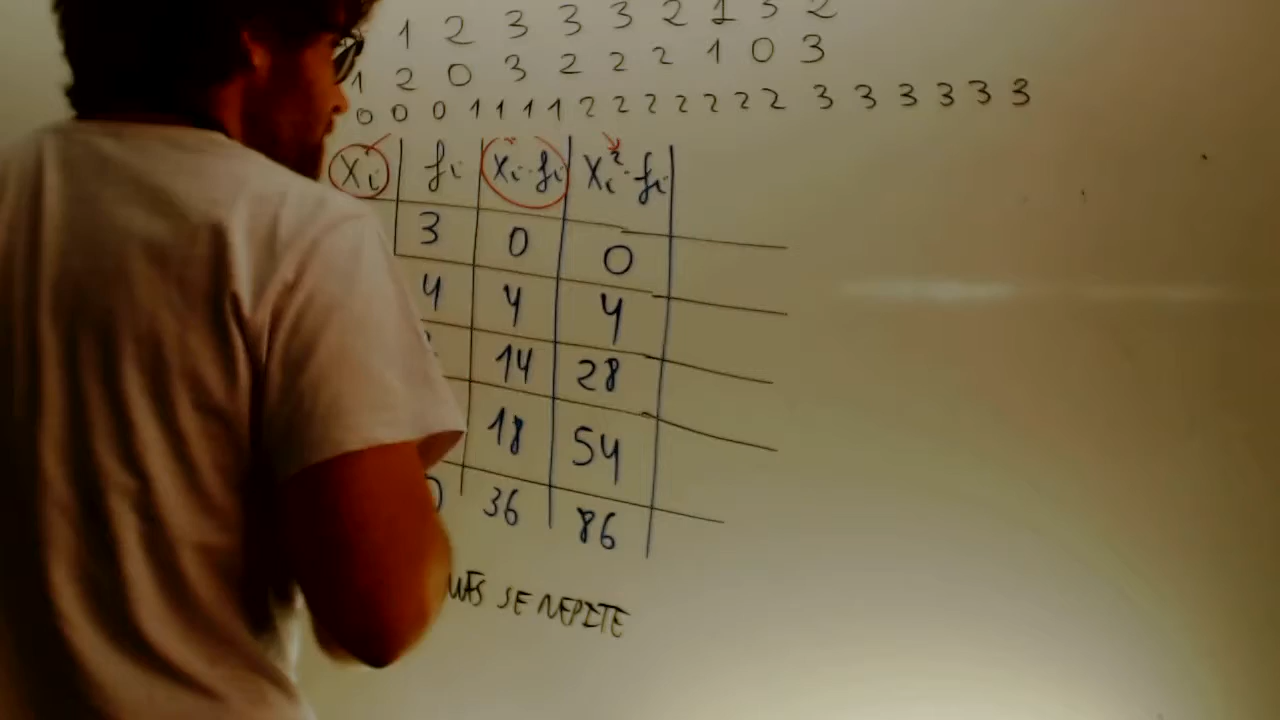 1 2 3 3 3 2 1 3 2
1 2 0 3 2 2 2 1 0 3
0 0 0 1 1 1 1 2 2 2 2 2 2 2 3 3 3 3 3 3
Xi fi Xi·fi Xi²·fi
3 0 0
4 4 4
14 28
18 54
36 86
SE REPITE